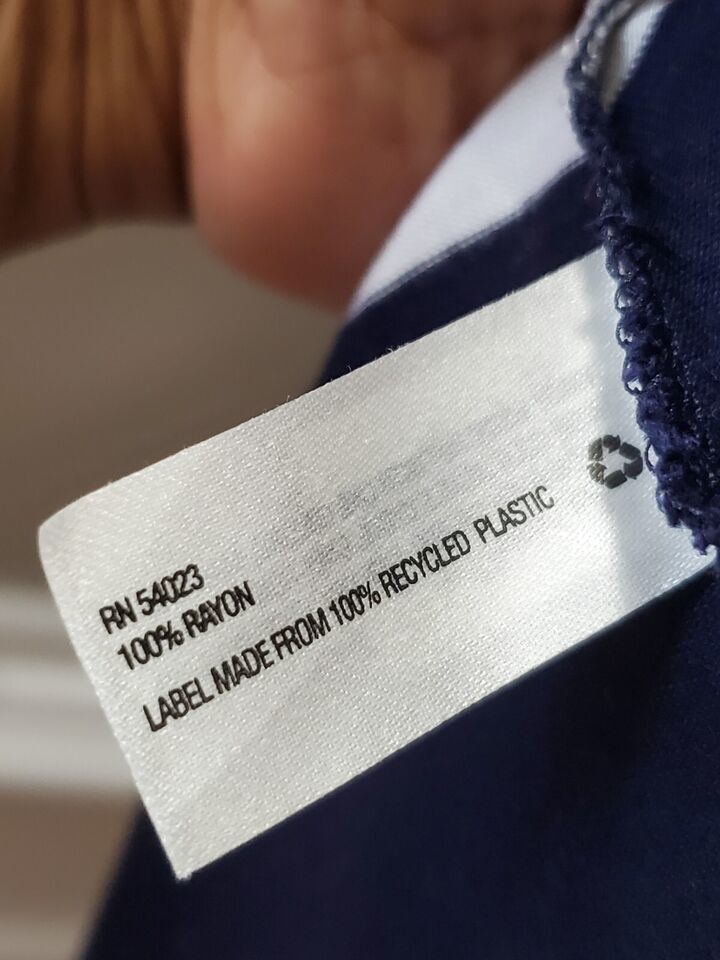 RN 54023
100% RAYON
LABEL MADE FROM 100% RECYCLED PLASTIC